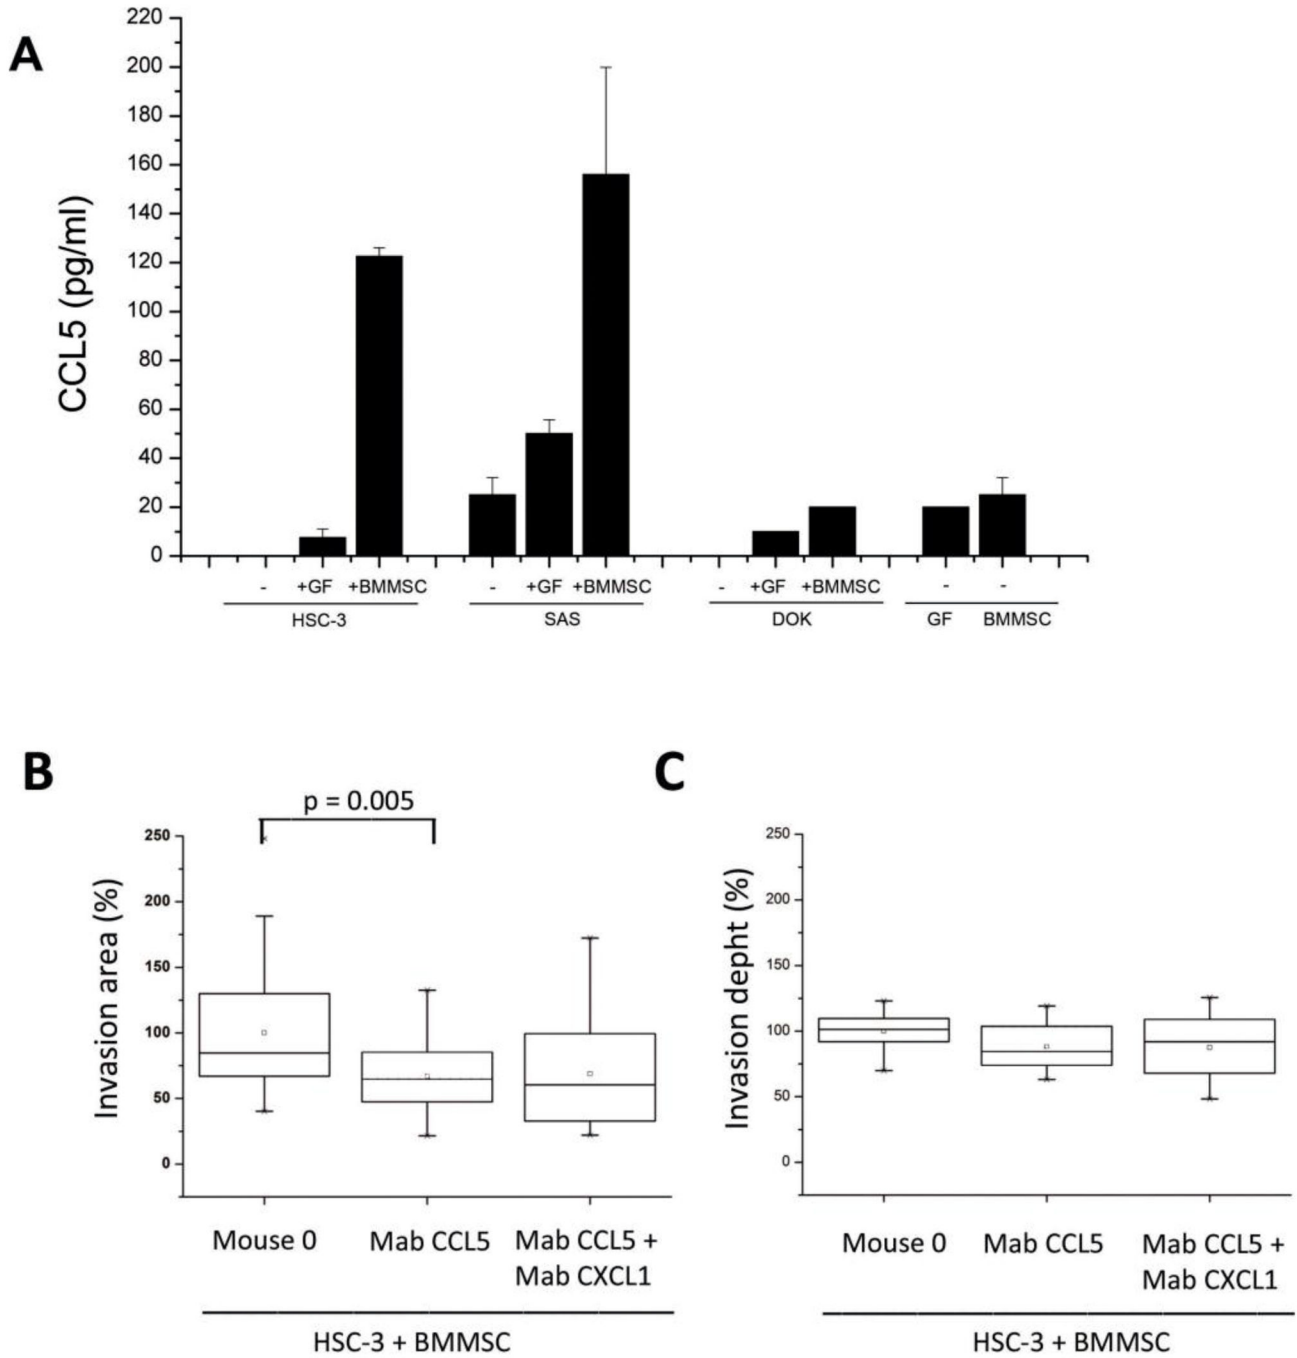 A
CCL5 (pg/ml)
220
200
180
160
140
120
100
80
60
40
20
0
- +GF +BMMSC - +GF +BMMSC - +GF +BMMSC - -
HSC-3 SAS DOK GF BMMSC
B
p = 0.005
Invasion area (%)
250
200
150
100
50
0
Mouse 0 Mab CCL5 Mab CCL5 +
Mab CXCL1
HSC-3 + BMMSC
C
Invasion depht (%)
250
200
150
100
50
0
Mouse 0 Mab CCL5 Mab CCL5 +
Mab CXCL1
HSC-3 + BMMSC